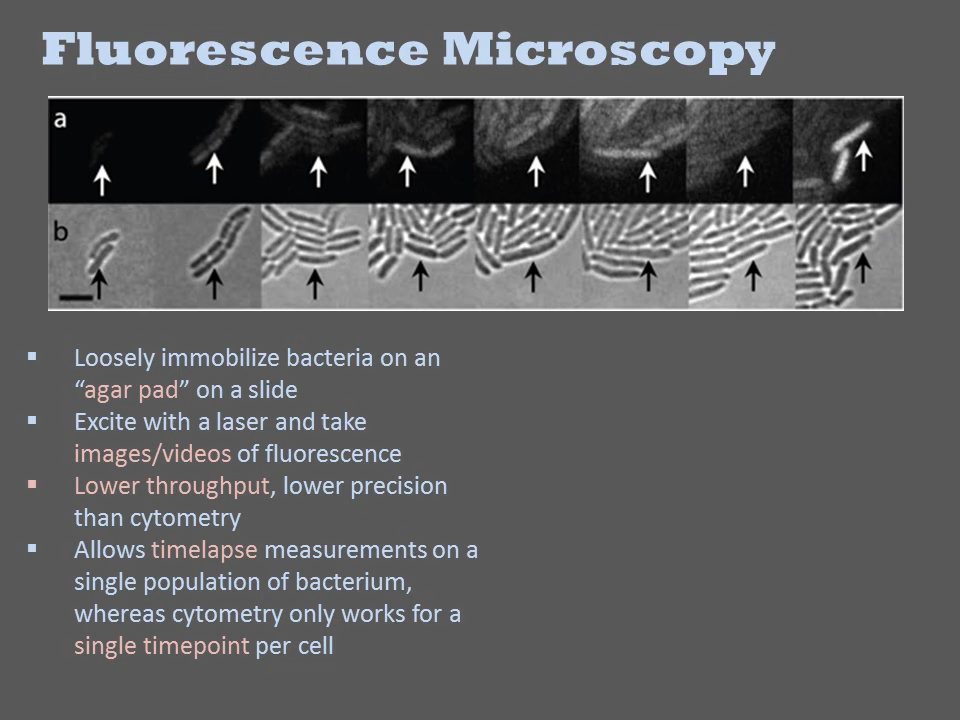 Fluorescence Microscopy
a
b
▪ Loosely immobilize bacteria on an
“agar pad” on a slide
▪ Excite with a laser and take
images/videos of fluorescence
▪ Lower throughput, lower precision
than cytometry
▪ Allows timelapse measurements on a
single population of bacterium,
whereas cytometry only works for a
single timepoint per cell